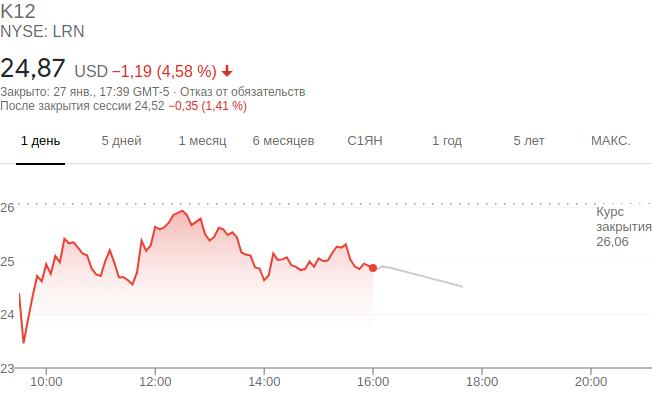 K12
NYSE: LRN
24,87 USD −1,19 (4,58 %)
Закрыто: 27 янв., 17:39 GMT-5 · Отказ от обязательств
После закрытия сессии 24,52 −0,35 (1,41 %)
1 день 5 дней 1 месяц 6 месяцев С1ЯН 1 год 5 лет МАКС.
26
Курс
закрытия
26,06
25
24
23
10:00 12:00 14:00 16:00 18:00 20:00